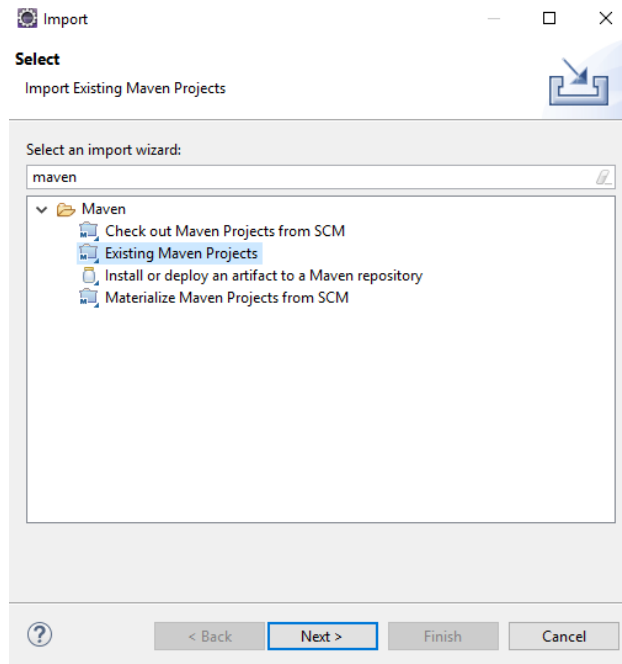 Import
Select
Import Existing Maven Projects
Select an import wizard:
maven
Maven
Check out Maven Projects from SCM
Existing Maven Projects
Install or deploy an artifact to a Maven repository
Materialize Maven Projects from SCM
? < Back Next > Finish Cancel